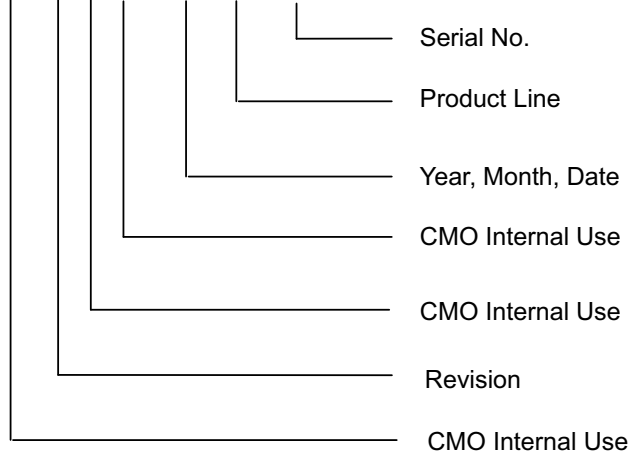 Serial No.
Product Line
Year, Month, Date
CMO Internal Use
CMO Internal Use
Revision
CMO Internal Use